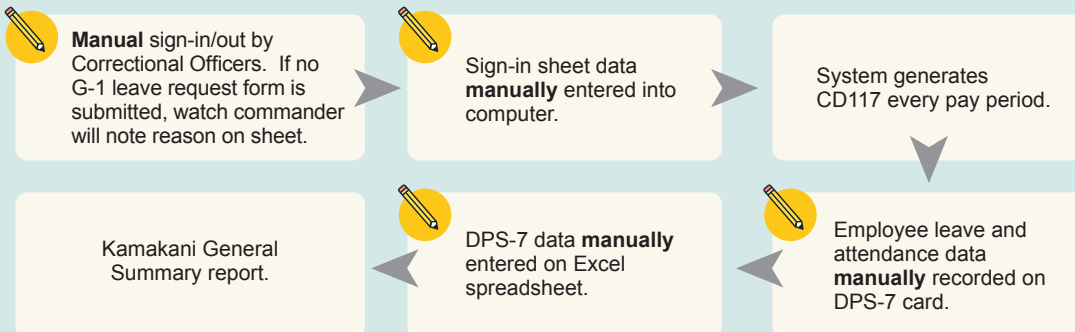 Manual sign-in/out by
Correctional Officers.  If no
G-1 leave request form is
submitted, watch commander
will note reason on sheet.
Sign-in sheet data
manually entered into
computer.
System generates
CD117 every pay period.
Employee leave and
attendance data
manually recorded on
DPS-7 card.
DPS-7 data manually
entered on Excel
spreadsheet.
Kamakani General
Summary report.